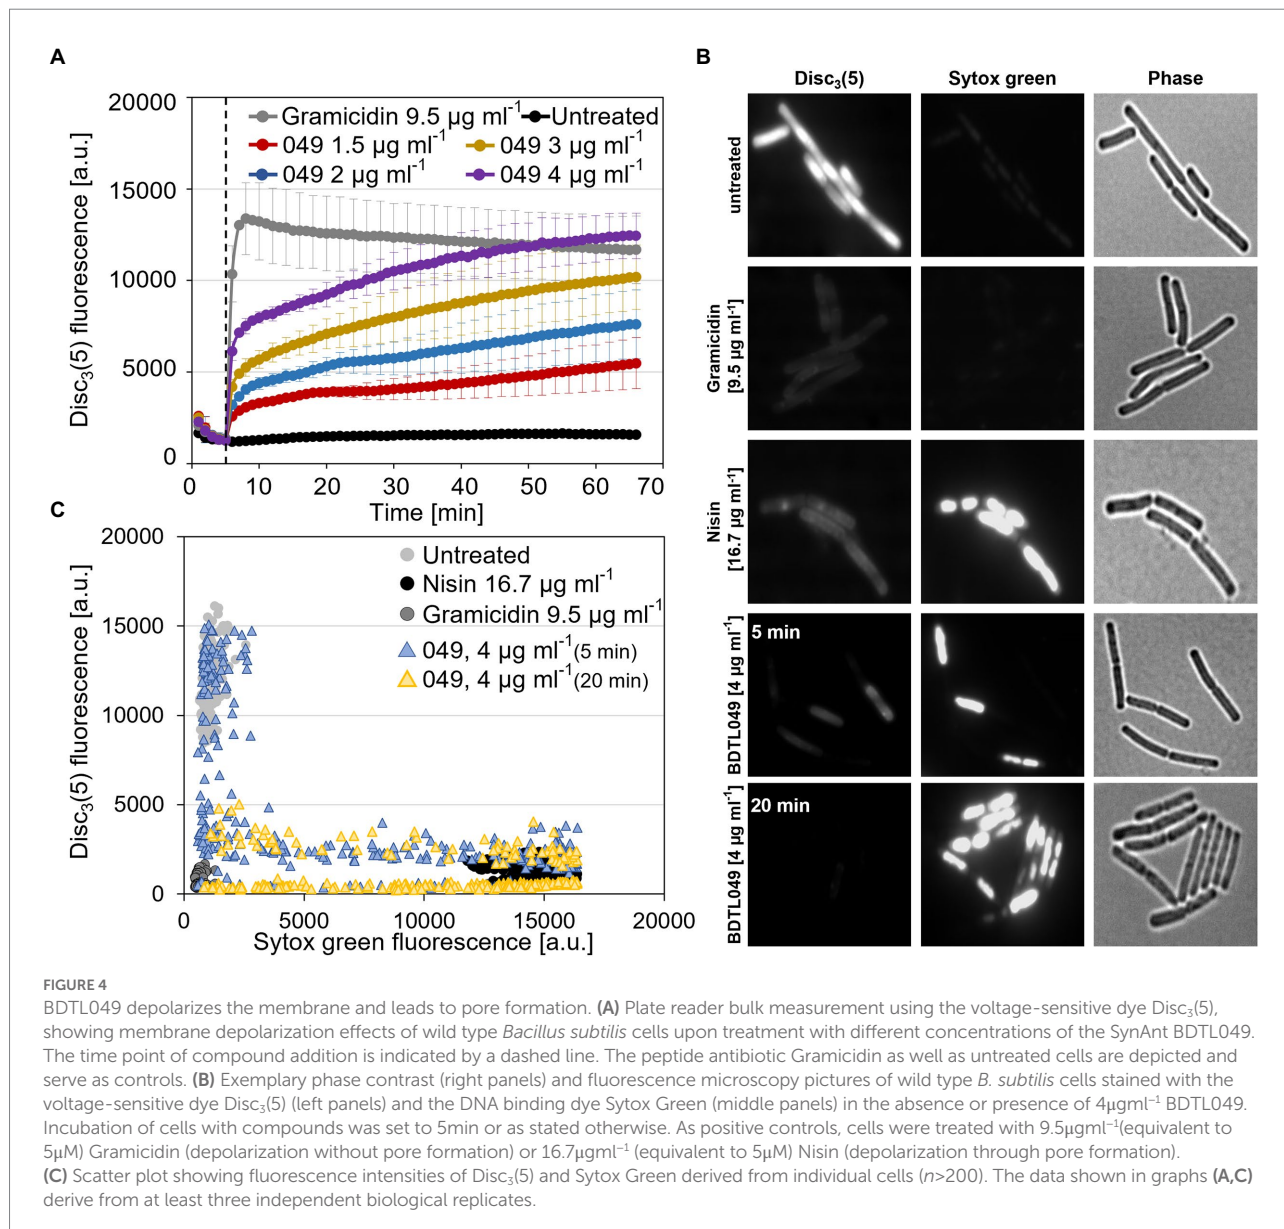 A
20000
15000
10000
5000
0
Disc₃(5) fluorescence [a.u.]
Gramicidin 9.5 µg ml⁻¹
Untreated
049 1.5 µg ml⁻¹
049 3 µg ml⁻¹
049 2 µg ml⁻¹
049 4 µg ml⁻¹
0 10 20 30 40 50 60 70
Time [min]
B
Disc₃(5) Sytox green Phase
untreated
Gramicidin
[9.5 µg ml⁻¹]
Nisin
[16.7 µg ml⁻¹]
BDTL049 [4 µg ml⁻¹]
5 min
BDTL049 [4 µg ml⁻¹]
20 min
C
20000
15000
10000
5000
0
Disc₃(5) fluorescence [a.u.]
Untreated
Nisin 16.7 µg ml⁻¹
Gramicidin 9.5 µg ml⁻¹
049, 4 µg ml⁻¹(5 min)
049, 4 µg ml⁻¹(20 min)
0 5000 10000 15000 20000
Sytox green fluorescence [a.u.]
FIGURE 4
BDTL049 depolarizes the membrane and leads to pore formation. (A) Plate reader bulk measurement using the voltage-sensitive dye Disc₃(5),
showing membrane depolarization effects of wild type Bacillus subtilis cells upon treatment with different concentrations of the SynAnt BDTL049.
The time point of compound addition is indicated by a dashed line. The peptide antibiotic Gramicidin as well as untreated cells are depicted and
serve as controls. (B) Exemplary phase contrast (right panels) and fluorescence microscopy pictures of wild type B. subtilis cells stained with the
voltage-sensitive dye Disc₃(5) (left panels) and the DNA binding dye Sytox Green (middle panels) in the absence or presence of 4µgml⁻¹ BDTL049.
Incubation of cells with compounds was set to 5min or as stated otherwise. As positive controls, cells were treated with 9.5µgml⁻¹(equivalent to
5µM) Gramicidin (depolarization without pore formation) or 16.7µgml⁻¹ (equivalent to 5µM) Nisin (depolarization through pore formation).
(C) Scatter plot showing fluorescence intensities of Disc₃(5) and Sytox Green derived from individual cells (n>200). The data shown in graphs (A,C)
derive from at least three independent biological replicates.